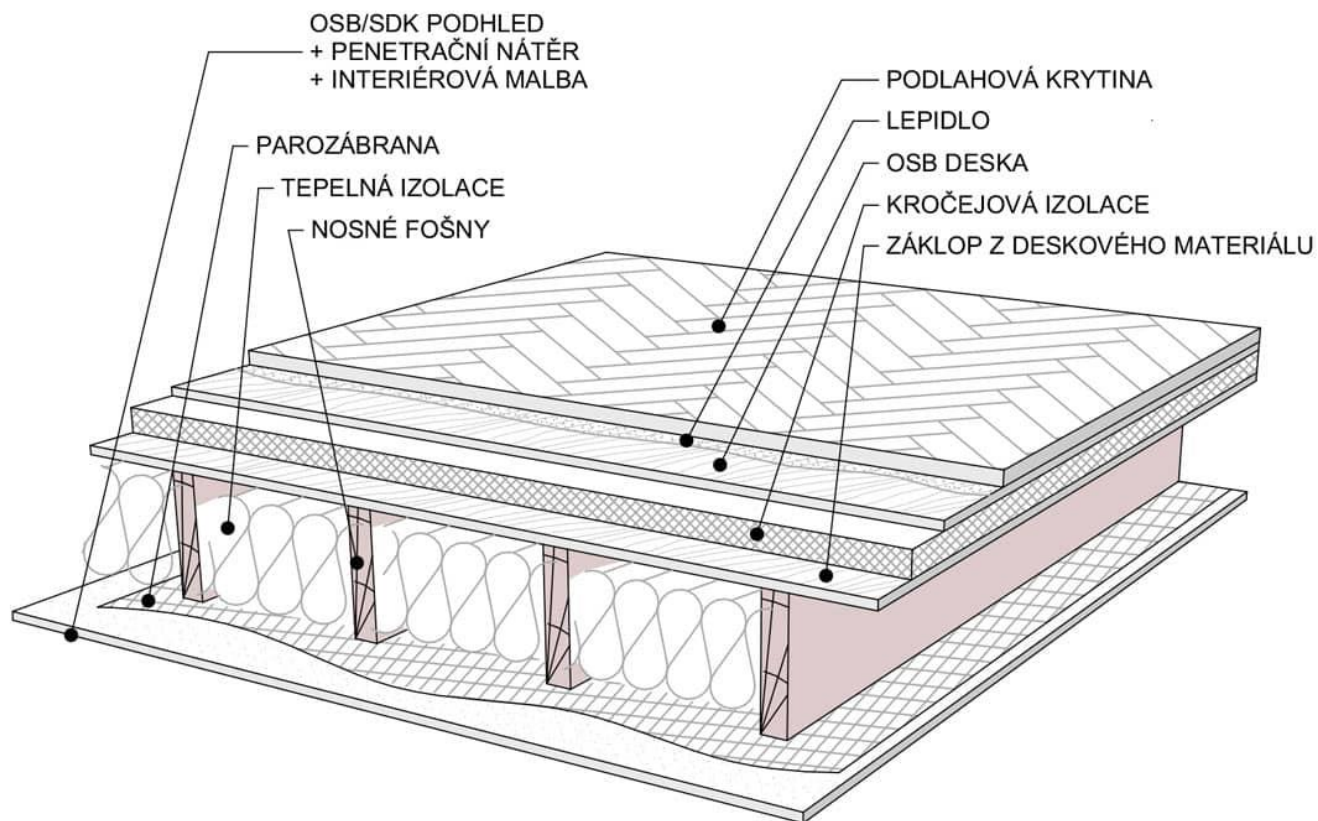 OSB/SDK PODHLED
+ PENETRAČNÍ NÁTĚR
+ INTERIÉROVÁ MALBA
PAROZÁBRANA
TEPELNÁ IZOLACE
NOSNÉ FOŠNY
PODLAHOVÁ KRYTINA
LEPIDLO
OSB DESKA
KROČEJOVÁ IZOLACE
ZÁKLOP Z DESKOVÉHO MATERIÁLU